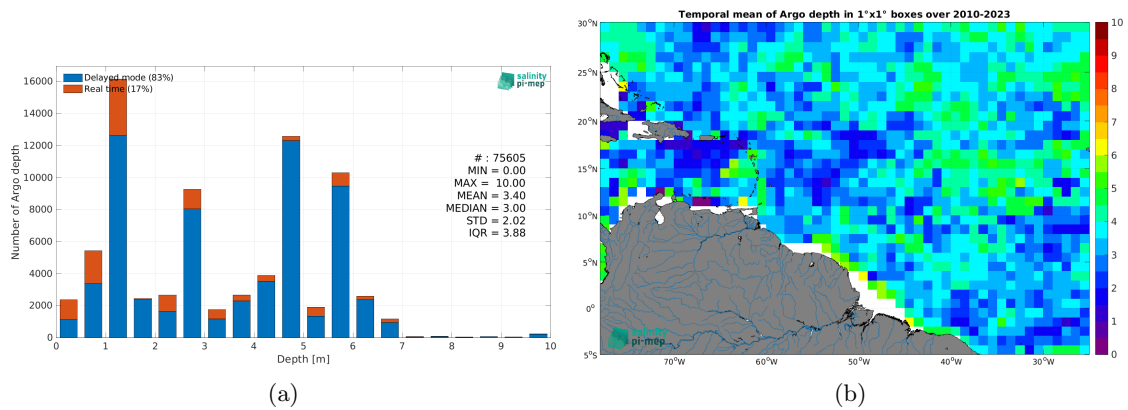 Delayed mode (83%)
Real time (17%)
salinity
pi-mep
# : 75605
MIN = 0.00
MAX = 10.00
MEAN = 3.40
MEDIAN = 3.00
STD = 2.02
IQR = 3.88
Number of Argo depth
16000
14000
12000
10000
8000
6000
4000
2000
0
0 1 2 3 4 5 6 7 8 9 10
Depth [m]
(a)
Temporal mean of Argo depth in 1°x1° boxes over 2010-2023
30°N
25°N
20°N
15°N
10°N
5°N
0°
5°S
70°W 60°W 50°W 40°W 30°W
salinity
pi-mep
10
9
8
7
6
5
4
3
2
1
0
(b)